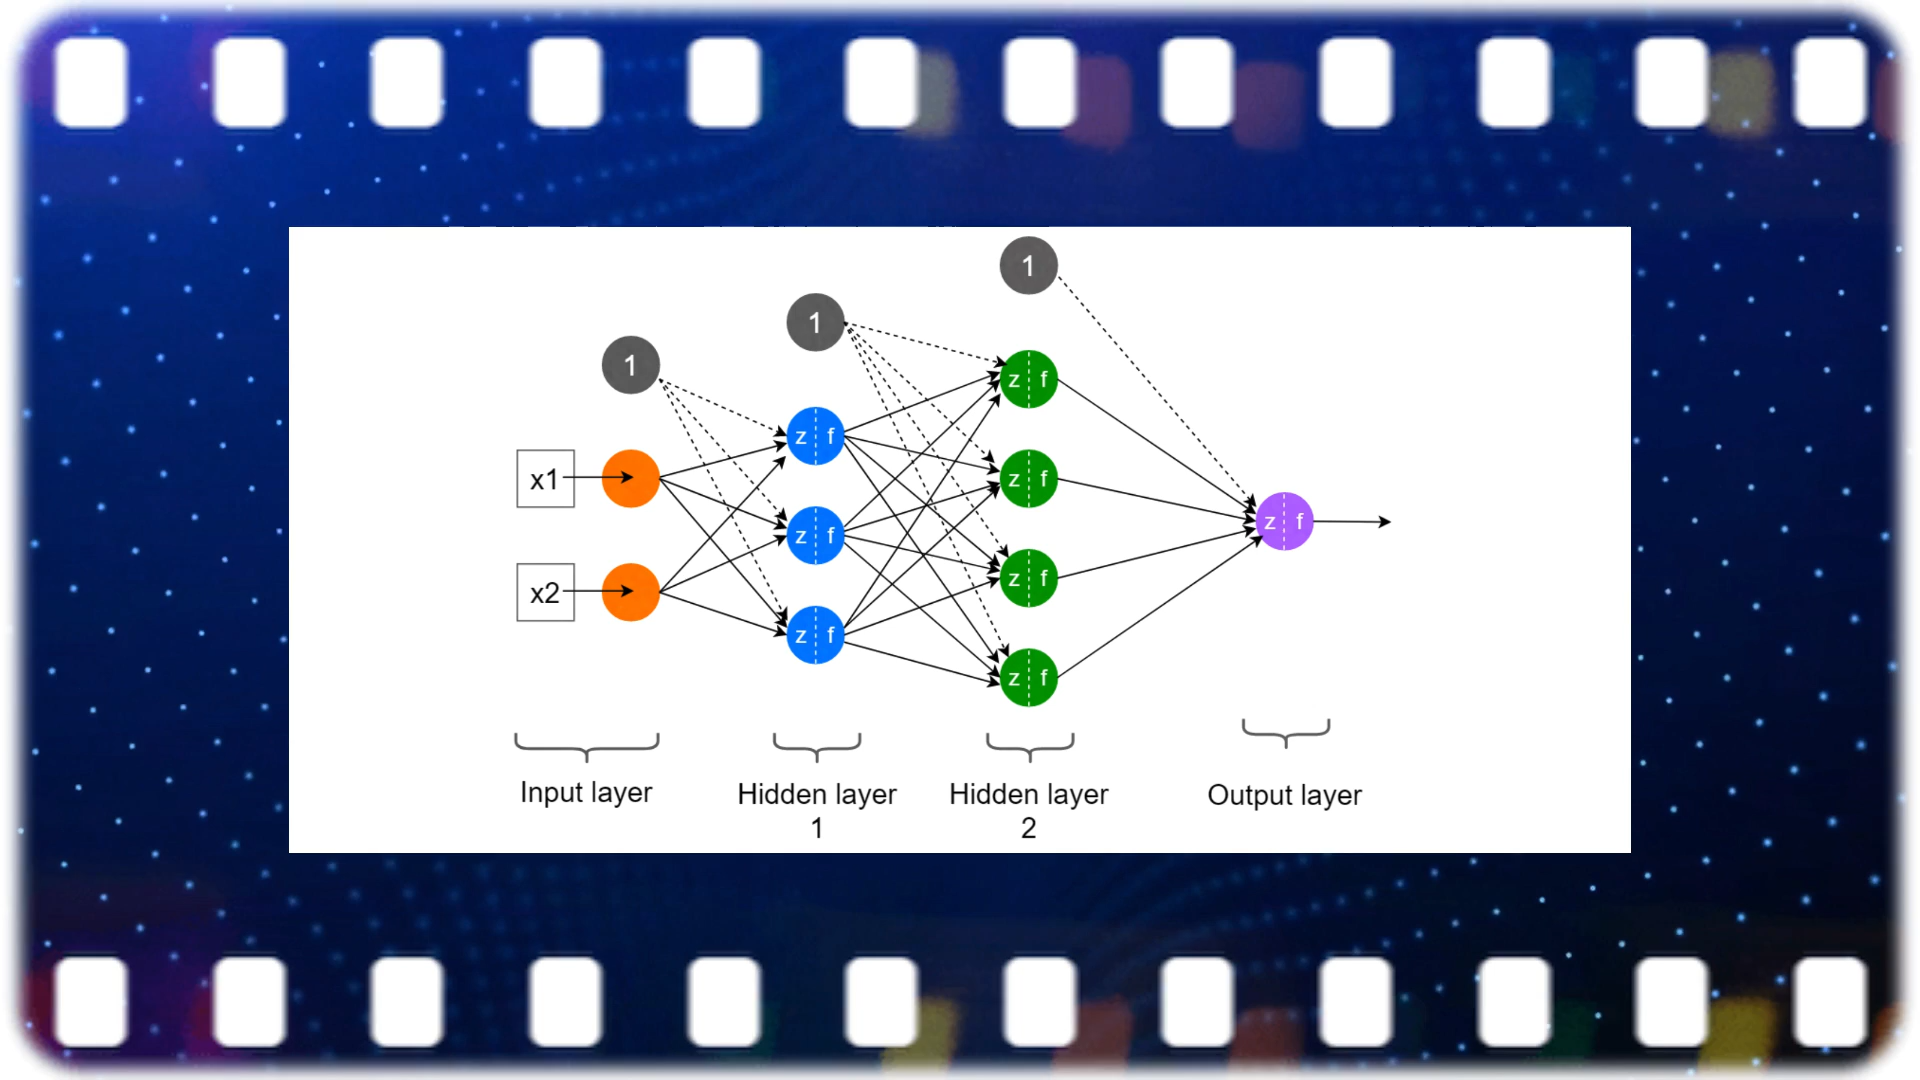 1
1
1
z f
z f
x1
z f
z f
z f
x2
z f
z f
z f
z f
Input layer
Hidden layer
1
Hidden layer
2
Output layer